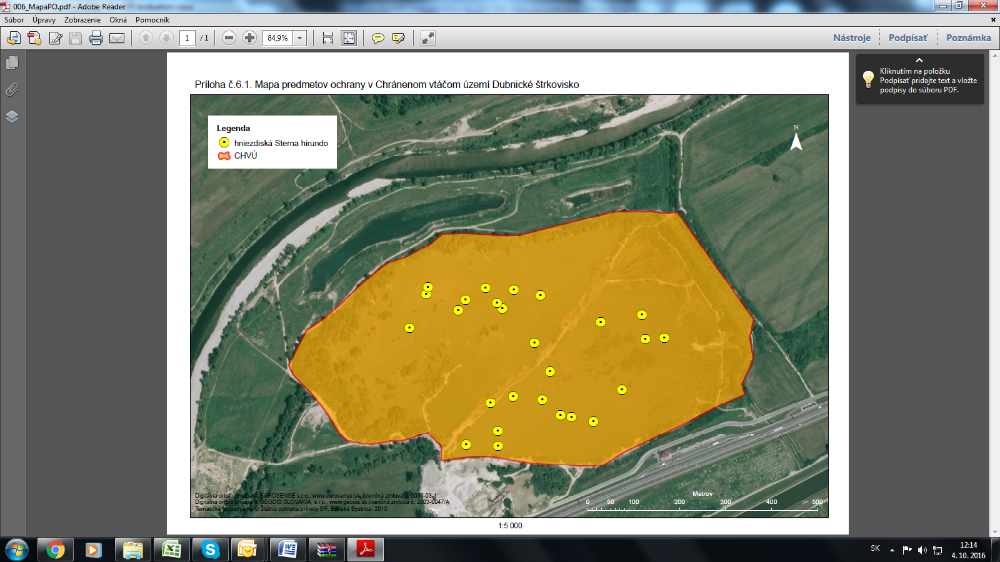 006_MapaPO.pdf - Adobe Reader
Súbor Úpravy Zobrazenie Okná Pomocník
1 / 1 84,9% Nástroje Podpísať Poznámka
Kliknutím na položku
Podpísať pridajte text a vložte
podpisy do súboru PDF.
Príloha č.6.1. Mapa predmetov ochrany v Chránenom vtáčom území Dubnické štrkovisko
Legenda
hniezdiská Sterna hirundo
CHVÚ
N
Digitálna ortofotomapa © EUROSENSE s.r.o., www.eurosense.sk, licenčná zmluva č. 0066-03-1
Digitálna ortofotomapa © GEODIS SLOVAKIA, s.r.o., www.geodis.sk,licenčná zmluva č. 2003-0047/A
Tematické spracovanie © Štátna ochrana prírody SR, Banská Bystrica, 2015
Metrov
0 50 100 200 300 400 500
1:5 000
SK
12:14
4. 10. 2016